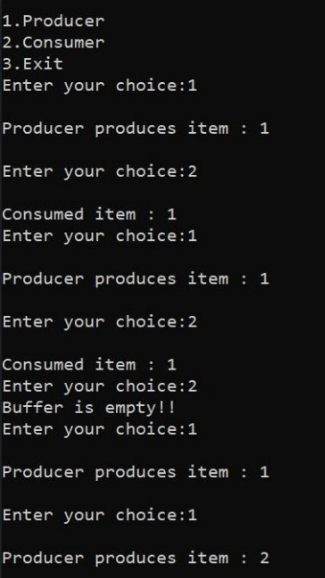 1.Producer
2.Consumer
3.Exit
Enter your choice:1
Producer produces item : 1
Enter your choice:2
Consumed item : 1
Enter your choice:1
Producer produces item : 1
Enter your choice:2
Consumed item : 1
Enter your choice:2
Buffer is empty!!
Enter your choice:1
Producer produces item : 1
Enter your choice:1
Producer produces item : 2